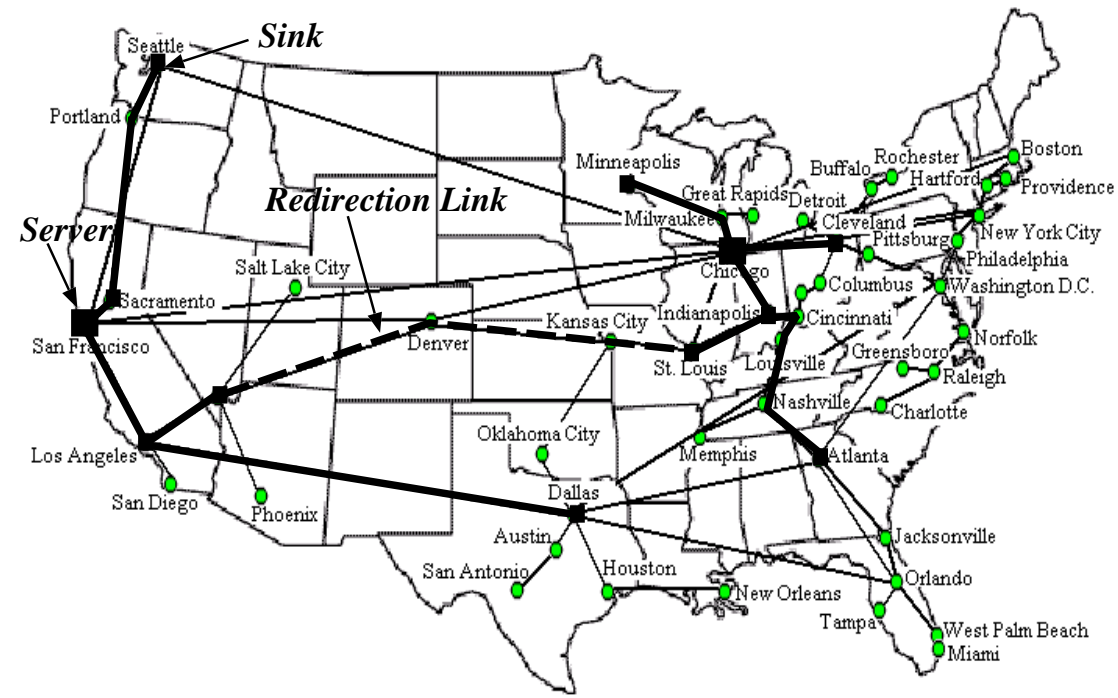 Sink
Seattle
Portland
Minneapolis
Boston
Rochester
Buffalo
Hartford
Providence
Great Rapids
Detroit
Redirection Link
Milwaukee
Cleveland
New York City
Server
Pittsburg
Philadelphia
Salt Lake City
Chicago
Columbus
Washington D.C.
Sacramento
Indianapolis
Cincinnati
San Francisco
Denver
Kansas City
Norfolk
St. Louis
Louisville
Greensboro
Raleigh
Nashville
Charlotte
Oklahoma City
Memphis
Los Angeles
Atlanta
San Diego
Phoenix
Dallas
Austin
Jacksonville
San Antonio
Houston
Orlando
New Orleans
Tampa
West Palm Beach
Miami